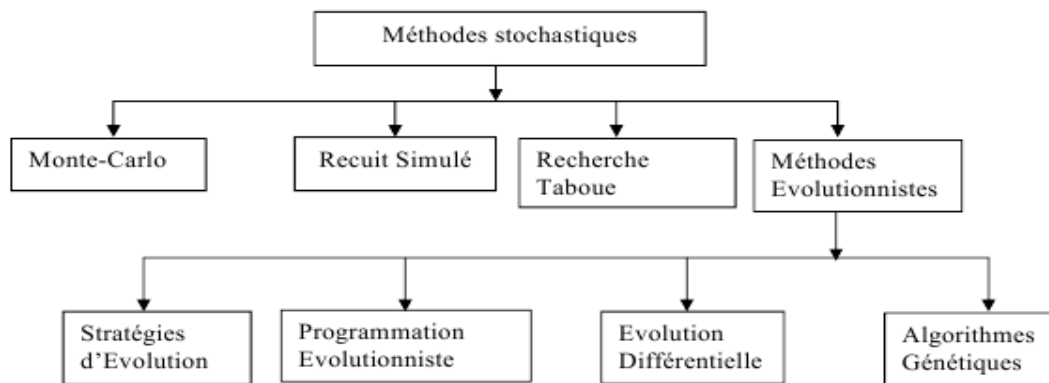 Méthodes stochastiques
Monte-Carlo
Recuit Simulé
Recherche
Taboue
Méthodes
Evolutionnistes
Stratégies
d'Evolution
Programmation
Evolutionniste
Evolution
Différentielle
Algorithmes
Génétiques